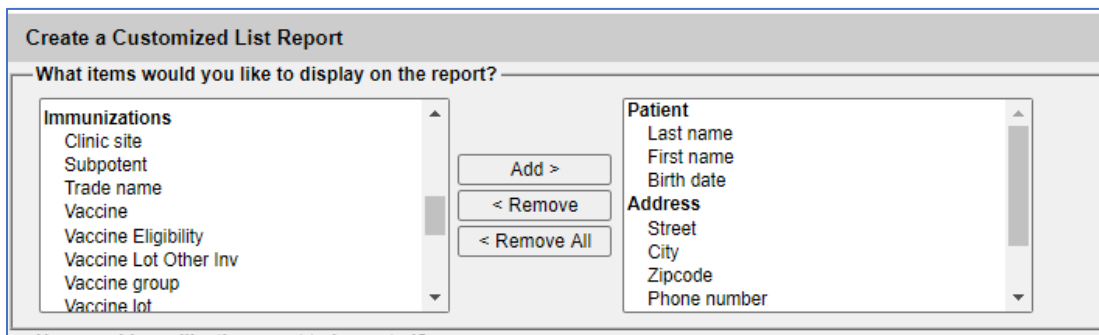 Create a Customized List Report
What items would you like to display on the report?
Immunizations
Clinic site
Subpotent
Trade name
Vaccine
Vaccine Eligibility
Vaccine Lot Other Inv
Vaccine group
Vaccine lot
Add >
< Remove
< Remove All
Patient
Last name
First name
Birth date
Address
Street
City
Zipcode
Phone number